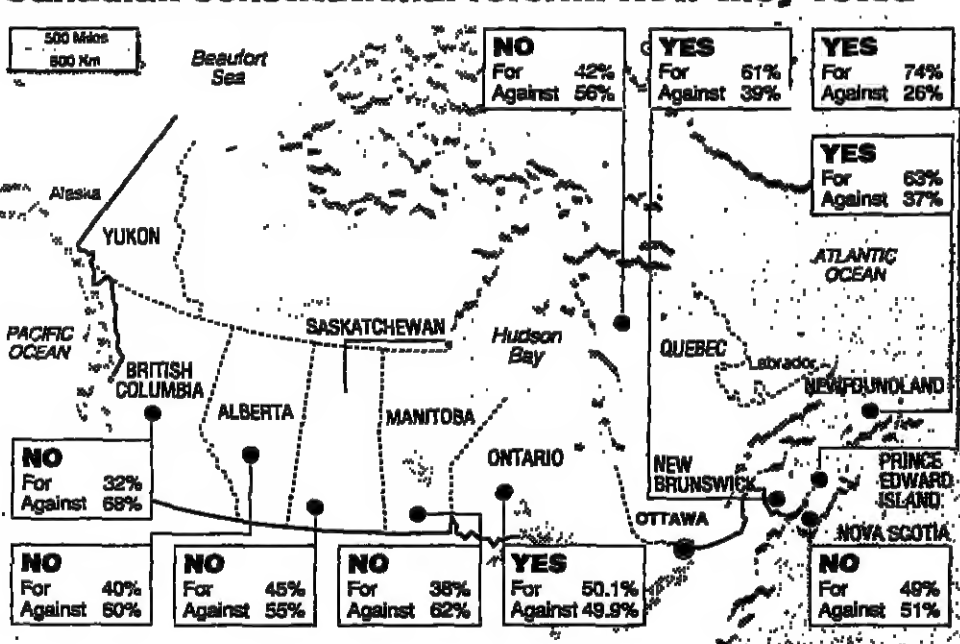 500 Miles
500 Km
Beaufort
Sea
NO
For 42%
Against 56%
YES
For 61%
Against 39%
YES
For 74%
Against 26%
YES
For 63%
Against 37%
Alaska
YUKON
ATLANTIC
OCEAN
PACIFIC
OCEAN
SASKATCHEWAN
Hudson
Bay
QUEBEC
Labrador
NEWFOUNDLAND
BRITISH
COLUMBIA
ALBERTA
MANITOBA
ONTARIO
NEW
BRUNSWICK
PRINCE
EDWARD
ISLAND
OTTAWA
NOVA SCOTIA
NO
For 32%
Against 68%
NO
For 40%
Against 60%
NO
For 45%
Against 55%
NO
For 38%
Against 62%
YES
For 50.1%
Against 49.9%
NO
For 49%
Against 51%